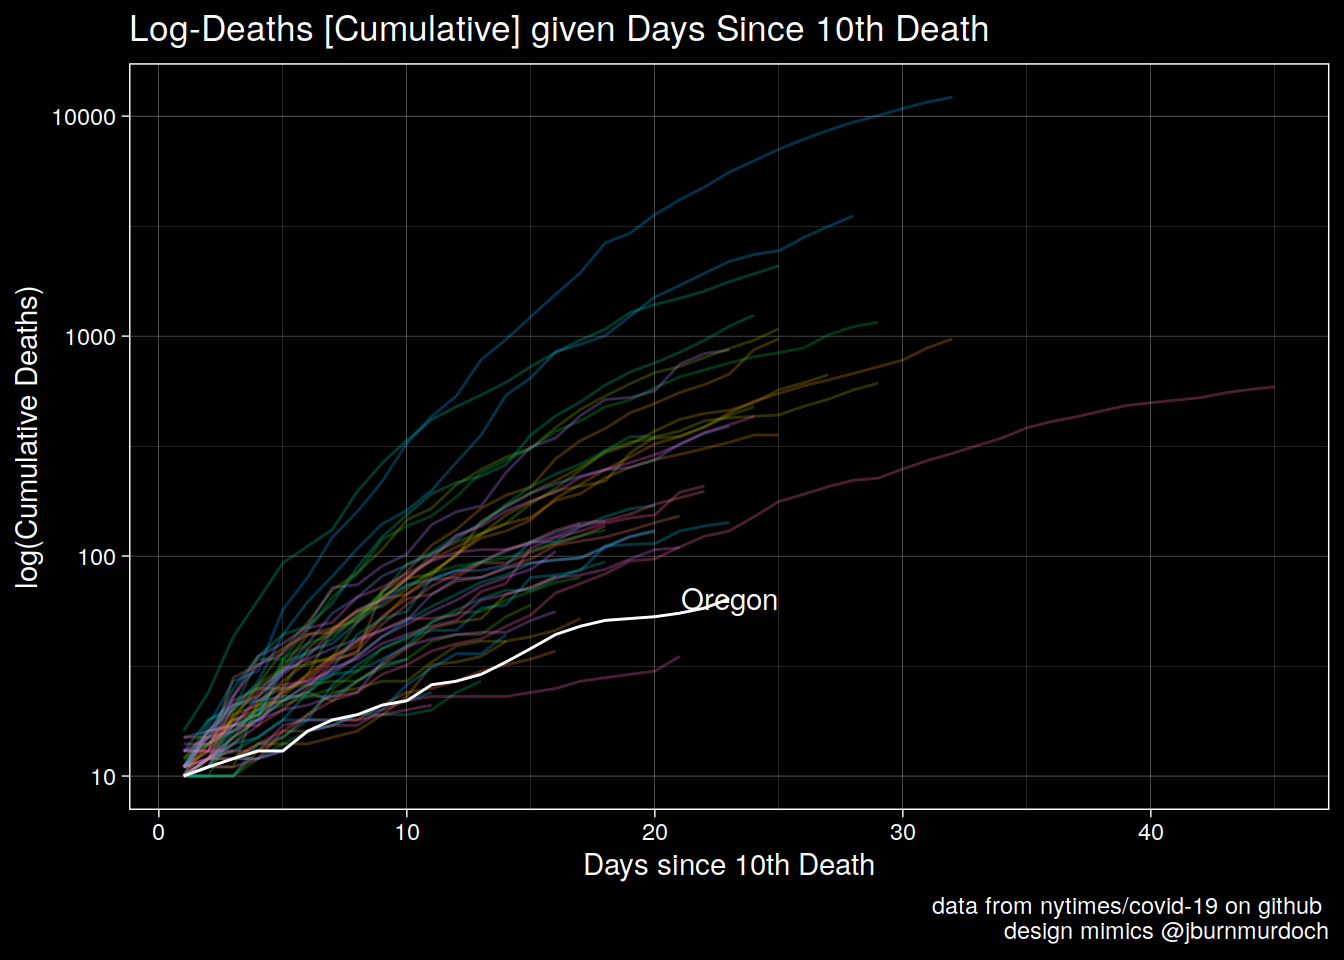 Log-Deaths [Cumulative] given Days Since 10th Death
log(Cumulative Deaths)
10000
1000
100
10
Oregon
0 10 20 30 40
Days since 10th Death
data from nytimes/covid-19 on github
design mimics @jburnmurdoch